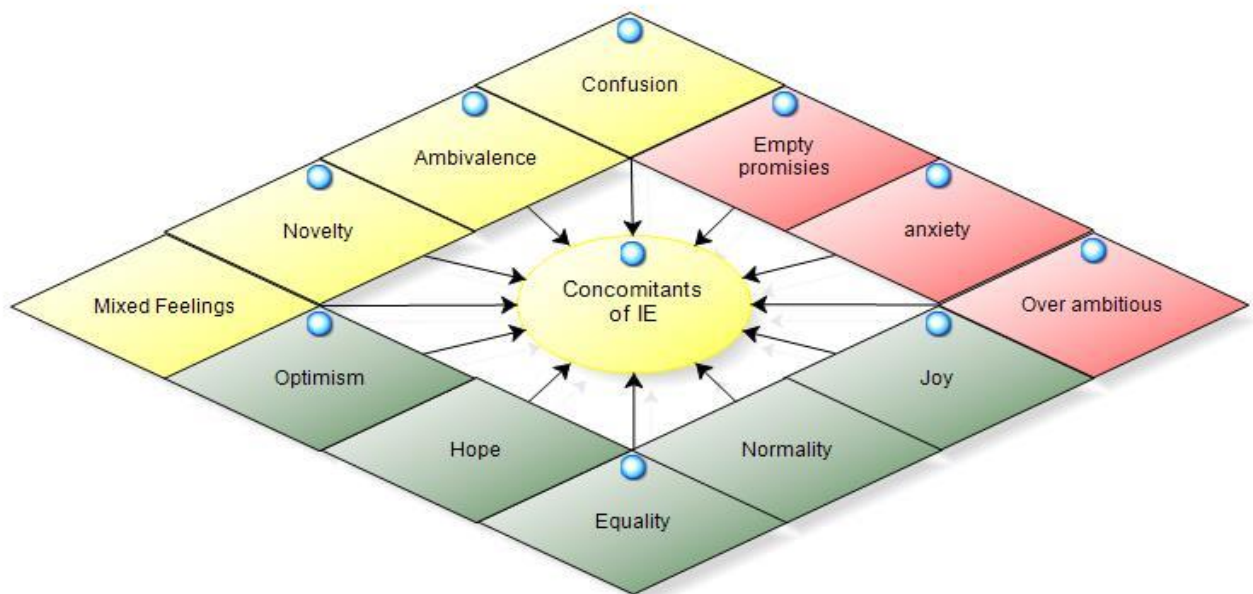 Confusion
Ambivalence
Empty
promisies
Novelty
anxiety
Mixed Feelings
Concomitants
of IE
Over ambitious
Optimism
Joy
Hope
Normality
Equality